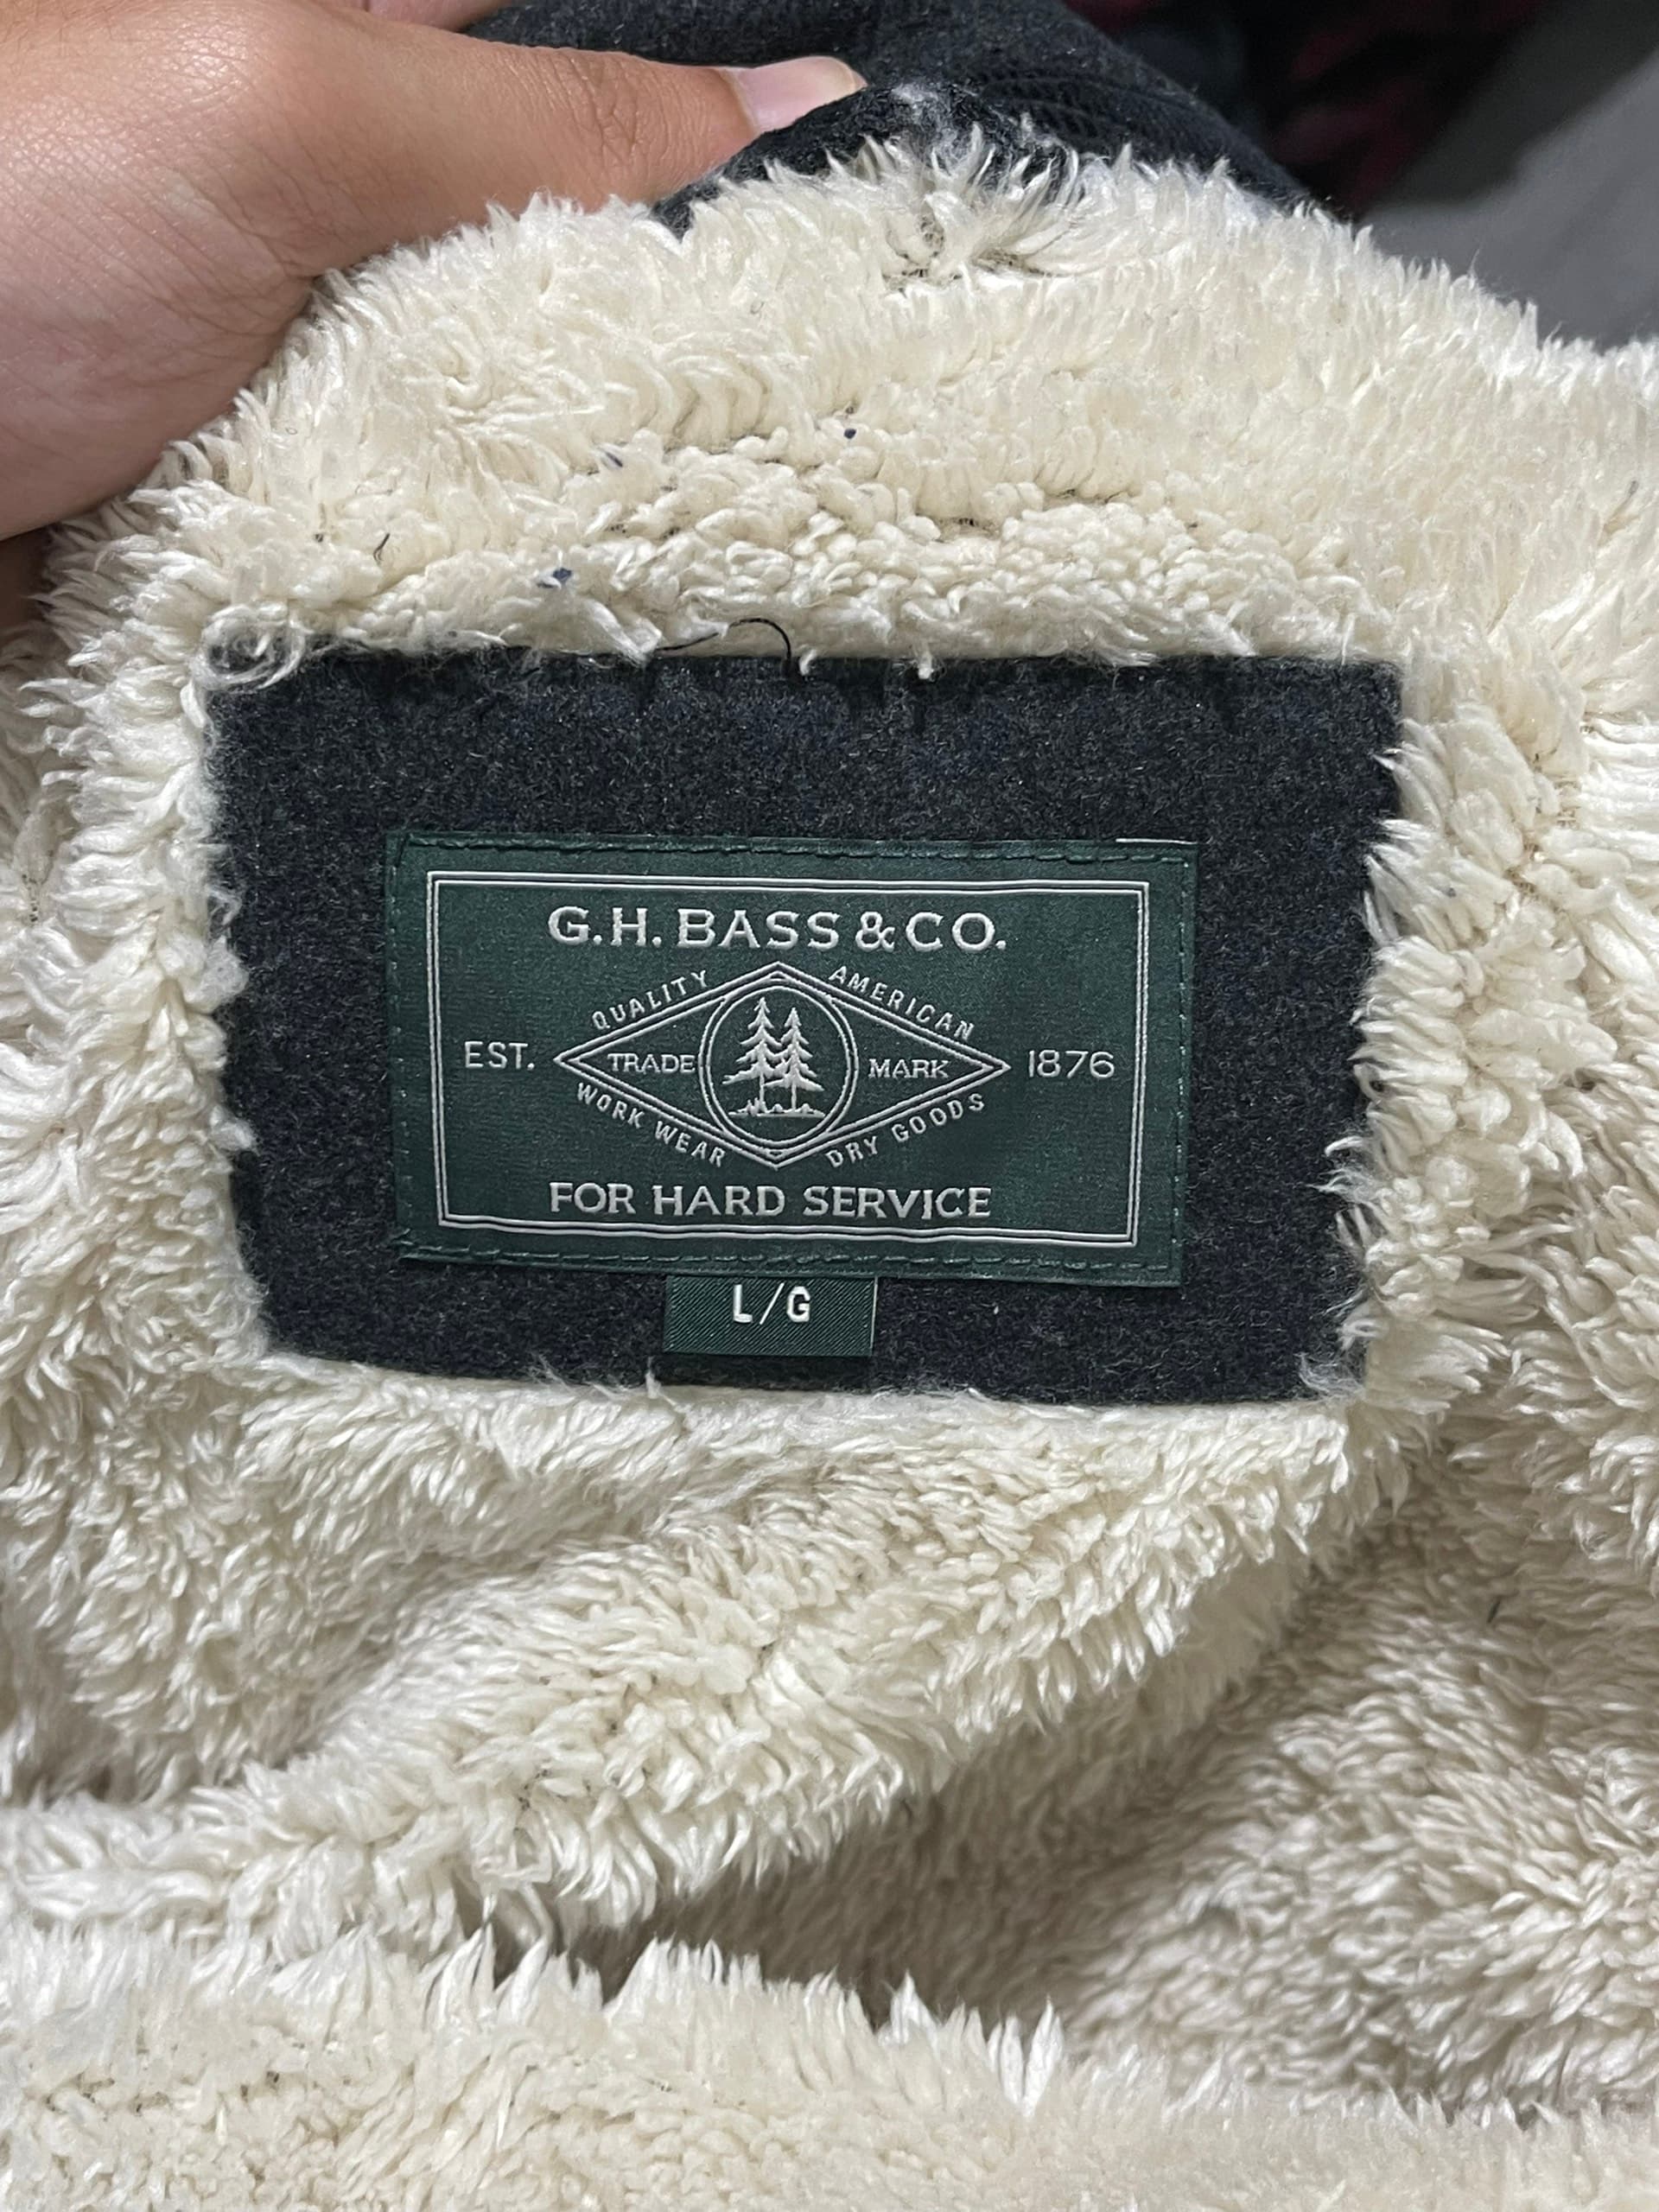 G.H. BASS & CO.
QUALITY AMERICAN
EST. TRADE MARK 1876
WORK WEAR DRY GOODS
FOR HARD SERVICE
L/G